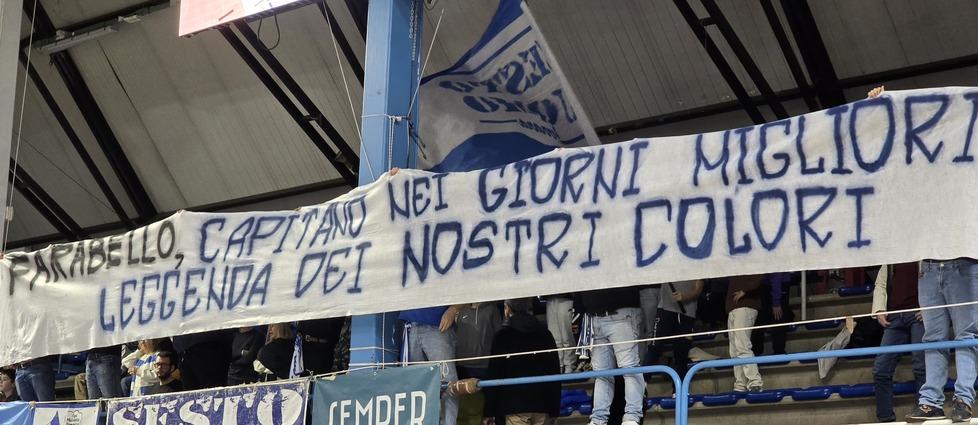 FARABELLO, CAPITANO NEI GIORNI MIGLIORI
LEGGENDA DEI NOSTRI COLORI
SESTO
SEMPER